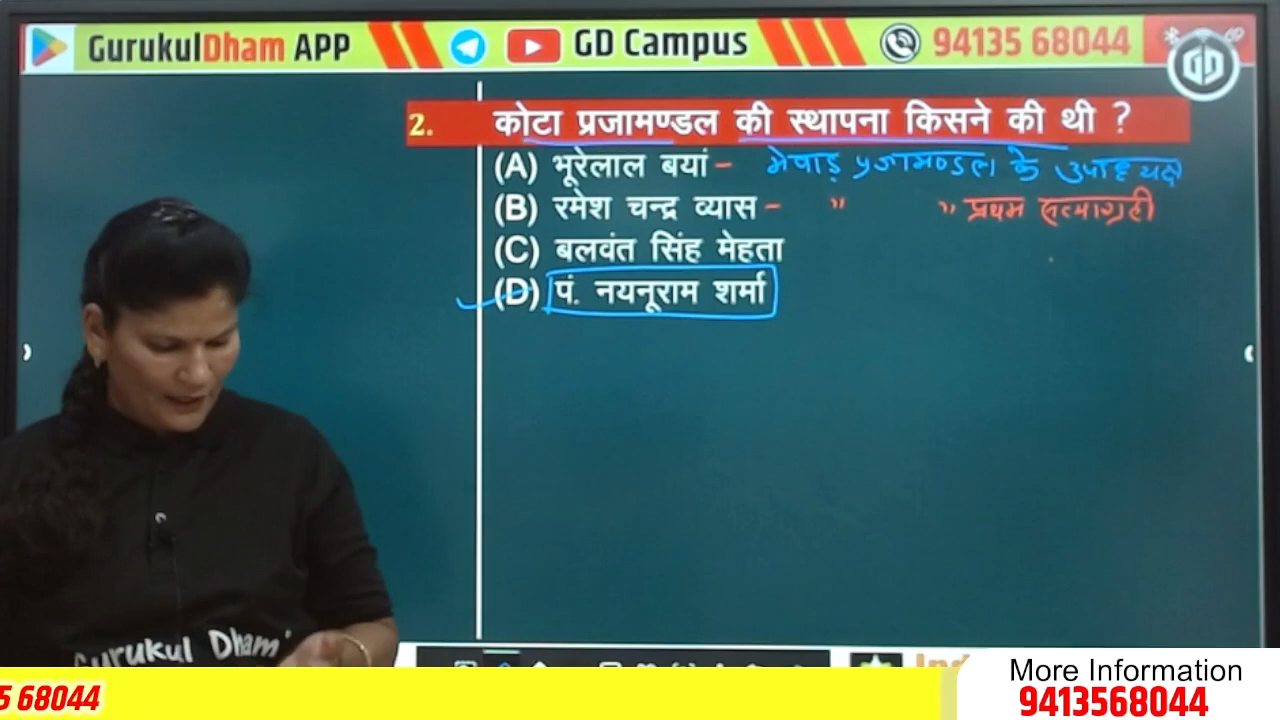 GurukulDham APP GD Campus 94135 68044
2. कोटा प्रजामण्डल की स्थापना किसने की थी ?
(A) भूरेलाल बयां - मेवाड़ प्रजामण्डल के उपाध्यक्ष
(B) रमेश चन्द्र व्यास - " " प्रथम सत्याग्रही
(C) बलवंत सिंह मेहता
(D) पं. नयनूराम शर्मा
Gurukul Dham
5 68044
More Information
9413568044